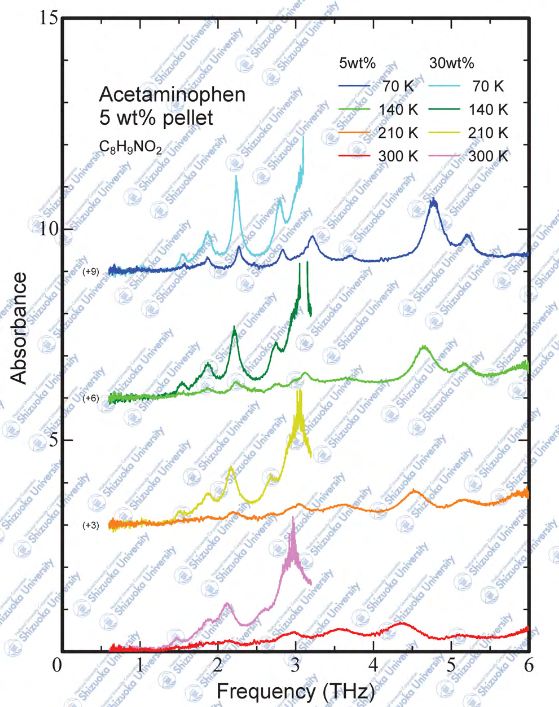 15
5wt% 30wt%
70 K 70 K
140 K 140 K
210 K 210 K
300 K 300 K
Acetaminophen
5 wt% pellet
C₈H₉NO₂
10
(+9)
Absorbance
(+6)
5
(+3)
0 1 2 3 4 5 6
Frequency (THz)
Shizuoka University